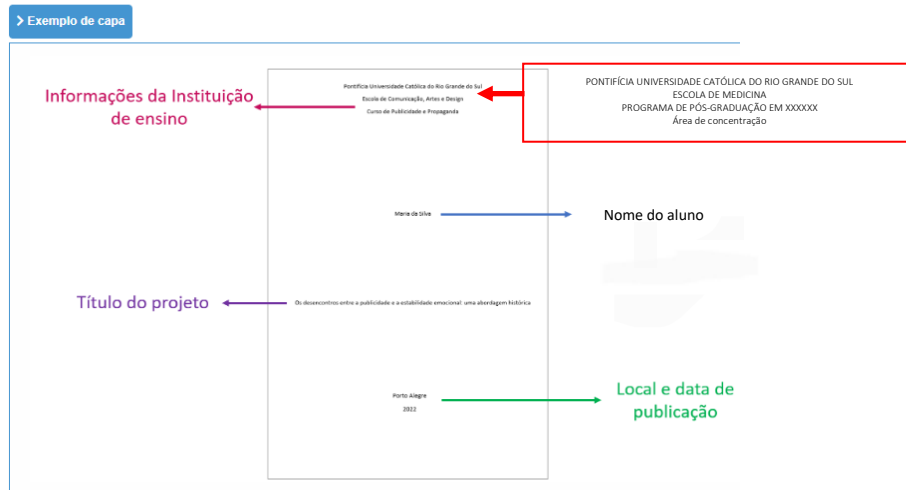 > Exemplo de capa
Informações da Instituição
de ensino
Pontifícia Universidade Católica do Rio Grande do Sul
Escola de Comunicação, Artes e Design
Curso de Publicidade e Propaganda
PONTIFÍCIA UNIVERSIDADE CATÓLICA DO RIO GRANDE DO SUL
ESCOLA DE MEDICINA
PROGRAMA DE PÓS-GRADUAÇÃO EM XXXXXX
Área de concentração
Maria da Silva
Nome do aluno
Título do projeto
Os desencontros entre a publicidade e a estabilidade emocional: uma abordagem histórica
Porto Alegre
2022
Local e data de
publicação